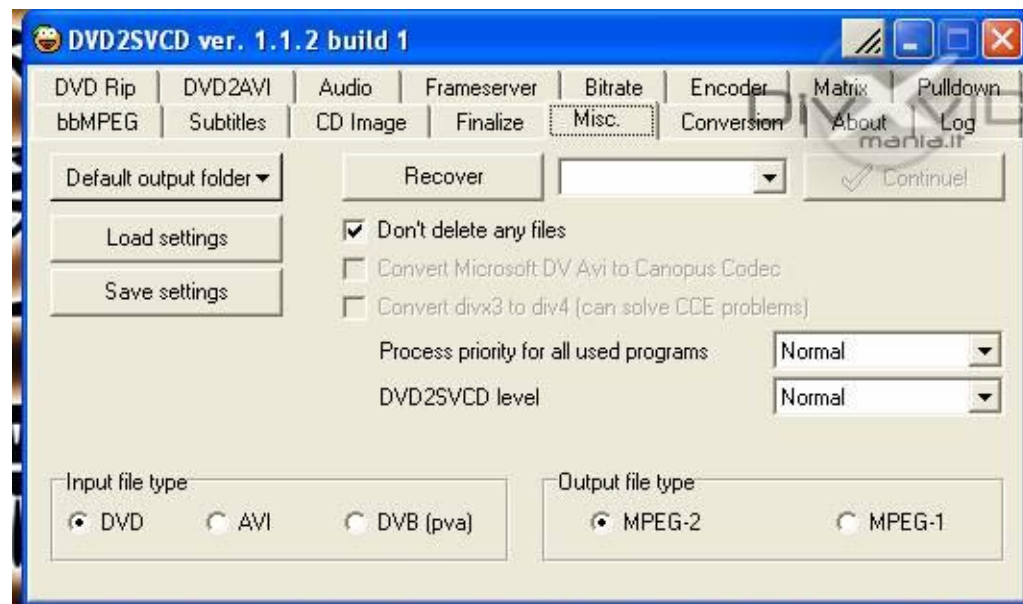 DVD2SVCD ver. 1.1.2 build 1
DVD Rip DVD2AVI Audio Frameserver Bitrate Encoder Matrix Pulldown
bbMPEG Subtitles CD Image Finalize Misc. Conversion About Log
mania.it
Default output folder Recover Continue!
Load settings Don't delete any files
Convert Microsoft DV Avi to Canopus Codec
Save settings Convert divx3 to div4 (can solve CCE problems)
Process priority for all used programs Normal
DVD2SVCD level Normal
Input file type Output file type
DVD AVI DVB (pva) MPEG-2 MPEG-1